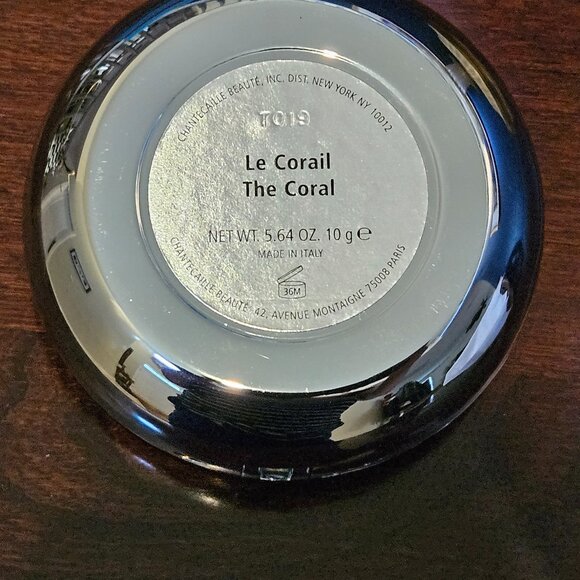 CHANTECAILLE BEAUTÉ, INC. DIST. NEW YORK NY 10012
TO19
Le Corail
The Coral
NET WT. 5.64 OZ. 10 g ℮
MADE IN ITALY
36M
CHANTECAILLE BEAUTÉ- 42, AVENUE MONTAIGNE 75008 PARIS